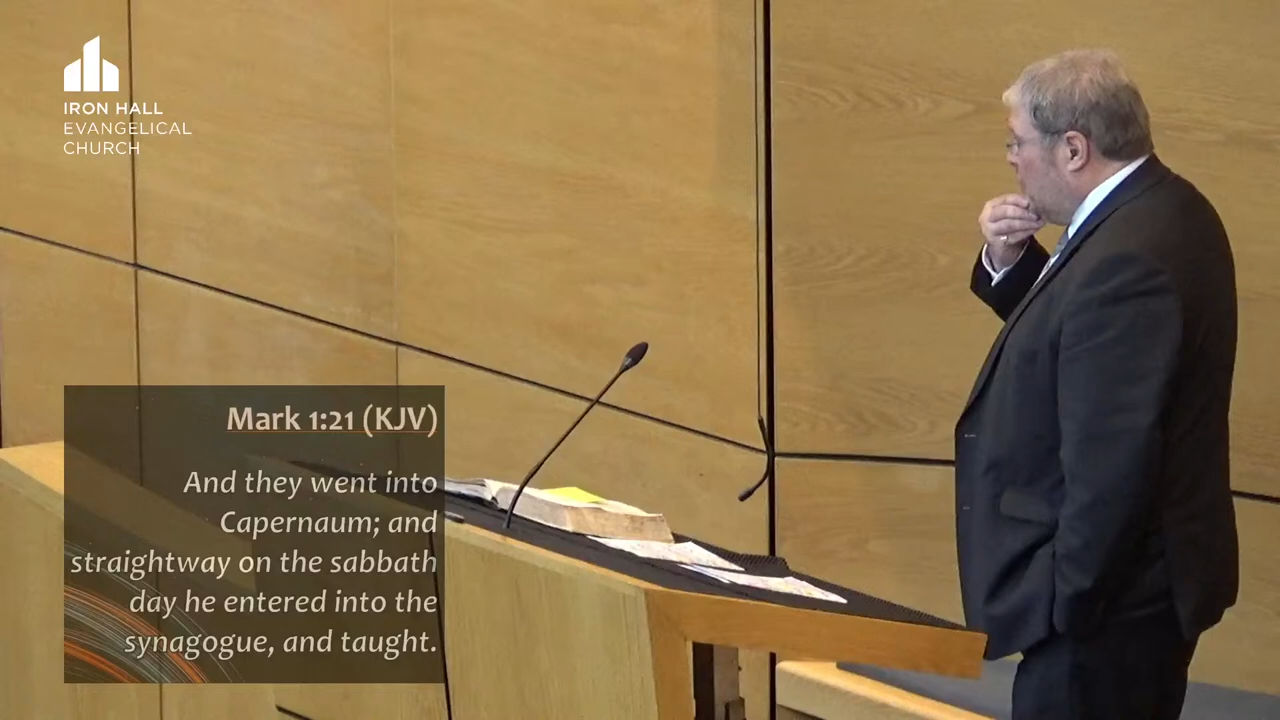 IRON HALL
EVANGELICAL
CHURCH
Mark 1:21 (KJV)
And they went into
Capernaum; and
straightway on the sabbath
day he entered into the
synagogue, and taught.